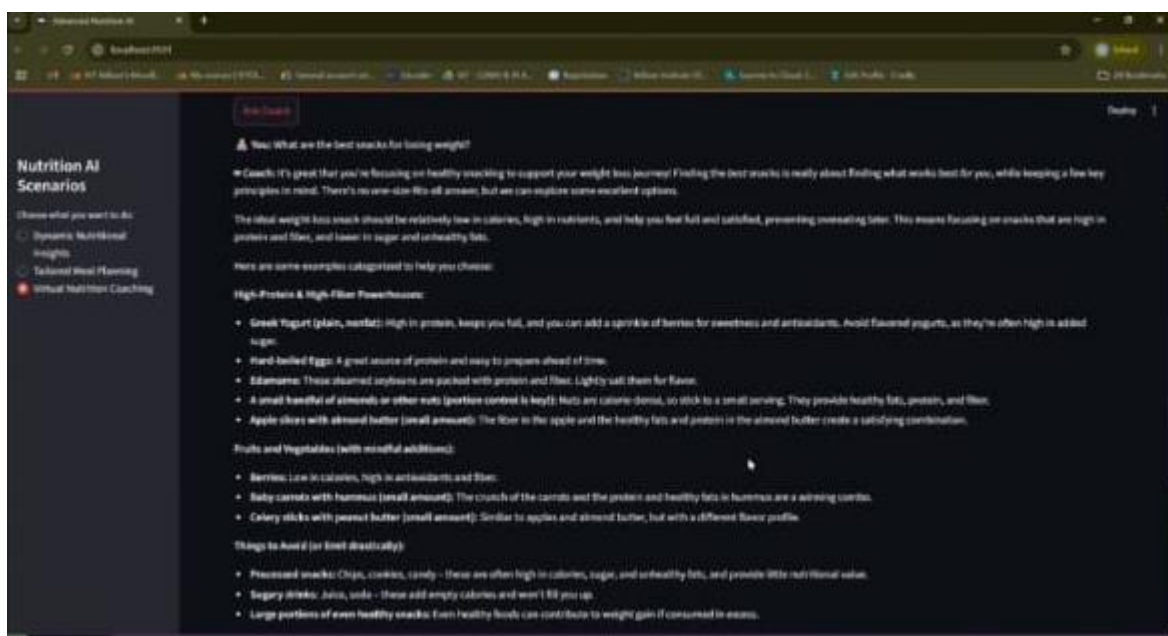 Advanced Nutrition AI
localhost
Deploy
Nutrition AI
Scenarios
Choose what you want to do:
Dynamic Nutritional
Insights
Tailored Meal Planning
Virtual Nutrition Coaching
Ask Coach
You: What are the best snacks for losing weight?
Coach: It's great that you're focusing on healthy snacking to support your weight loss journey! Finding the best snacks is really about finding what works best for you, while keeping a few key
principles in mind. There's no one-size-fits-all answer, but we can explore some excellent options.
The ideal weight loss snack should be relatively low in calories, high in nutrients, and help you feel full and satisfied, preventing overeating later. This means focusing on snacks that are high in
protein and fiber, and lower in sugar and unhealthy fats.
Here are some examples categorized to help you choose:
High-Protein & High-Fiber Powerhouses:
Greek Yogurt (plain, nonfat): High in protein, keeps you full, and you can add a sprinkle of berries for sweetness and antioxidants. Avoid flavored yogurts, as they're often high in added
sugar.
Hard-boiled Eggs: A great source of protein and easy to prepare ahead of time.
Edamame: These steamed soybeans are packed with protein and fiber. Lightly salt them for flavor.
A small handful of almonds or other nuts (portion control is key!): Nuts are calorie-dense, so stick to a small serving. They provide healthy fats, protein, and fiber.
Apple slices with almond butter (small amount): The fiber in the apple and the healthy fats and protein in the almond butter create a satisfying combination.
Fruits and Vegetables (with mindful additions):
Berries: Low in calories, high in antioxidants and fiber.
Baby carrots with hummus (small amount): The crunch of the carrots and the protein and healthy fats in hummus are a winning combo.
Celery sticks with peanut butter (small amount): Similar to apples and almond butter, but with a different flavor profile.
Things to Avoid (or limit drastically):
Processed snacks: Chips, cookies, candy - these are often high in calories, sugar, and unhealthy fats, and provide little nutritional value.
Sugary drinks: Juice, soda - these add empty calories and won't fill you up.
Large portions of even healthy snacks: Even healthy foods can contribute to weight gain if consumed in excess.